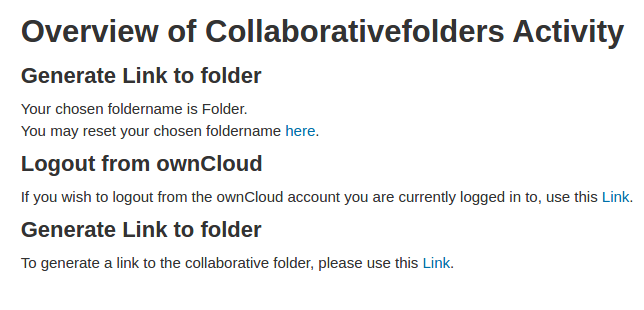 Overview of Collaborativefolders Activity
Generate Link to folder
Your chosen foldername is Folder.
You may reset your chosen foldername here.
Logout from ownCloud
If you wish to logout from the ownCloud account you are currently logged in to, use this Link.
Generate Link to folder
To generate a link to the collaborative folder, please use this Link.